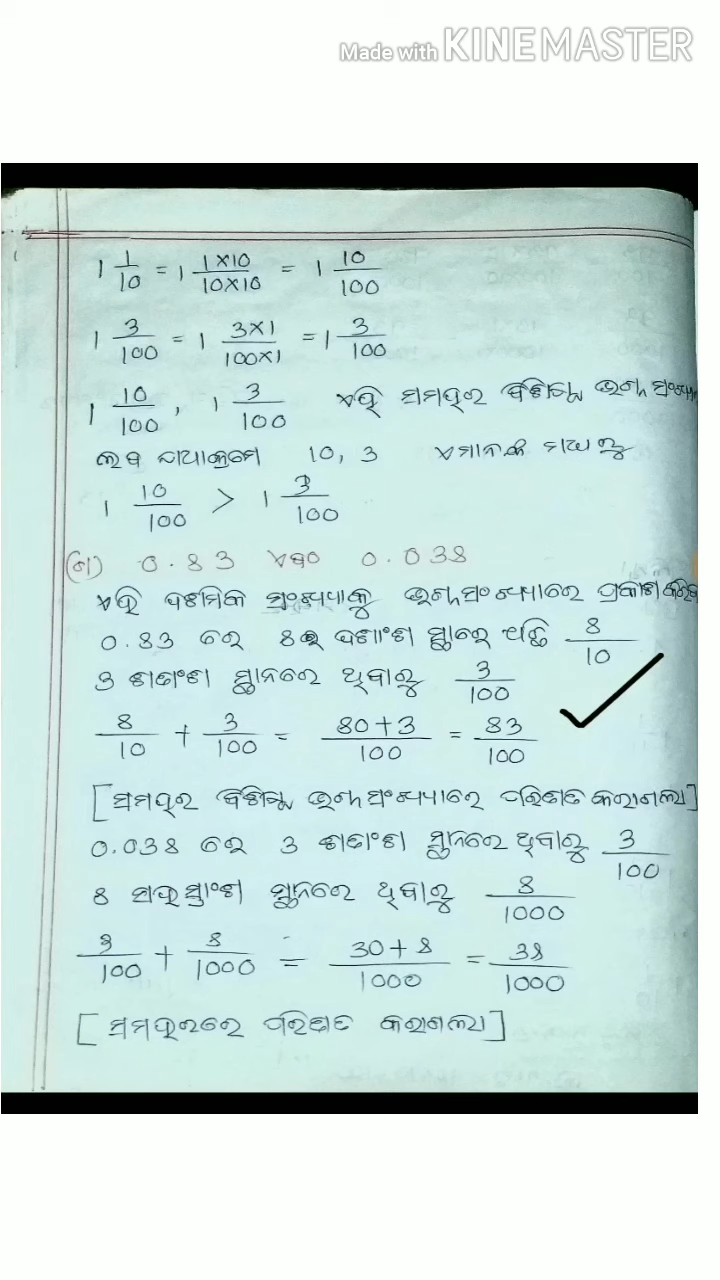 Made with KINEMASTER
1 1/10 = 1 1×10/10×10 = 1 10/100
1 3/100 = 1 3×1/100×1 = 1 3/100
1 10/100, 1 3/100 ଏହି ସମହର ବିଶିଷ୍ଟ ଭଗ୍ନ ସଂଖ୍ୟା
ଲବ ଯଥାକ୍ରମେ 10, 3 ଏମାନଙ୍କ ମଧ୍ୟରୁ
1 10/100 > 1 3/100
(ଗ) 0.83 ଏବଂ 0.038
ଏହି ଦଶମିକ ସଂଖ୍ୟାକୁ ଭଗ୍ନସଂଖ୍ୟାରେ ପ୍ରକାଶ
0.83 ରେ 8ର ଦଶାଂଶ 8/10
3 ଶତାଂଶ ସ୍ଥାନରେ ଥିବାରୁ 3/100
8/10 + 3/100 = 80+3/100 = 83/100
[ସମହର ବିଶିଷ୍ଟ ଭଗ୍ନସଂଖ୍ୟାରେ ପରିଣତ କରାଗଲା]
0.038 ରେ 3 ଶତାଂଶ ସ୍ଥାନରେ ଥିବାରୁ 3/100
8 ସହସ୍ରାଂଶ ସ୍ଥାନରେ ଥିବାରୁ 8/1000
3/100 + 8/1000 = 30+8/1000 = 38/1000
[ସମହରରେ ପରିଣତ କରାଗଲା]